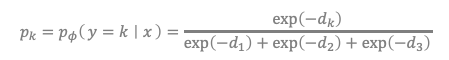 p_k = p_ϕ( y = k | x ) = exp(−d_k) / exp(−d_1) + exp(−d_2) + exp(−d_3)